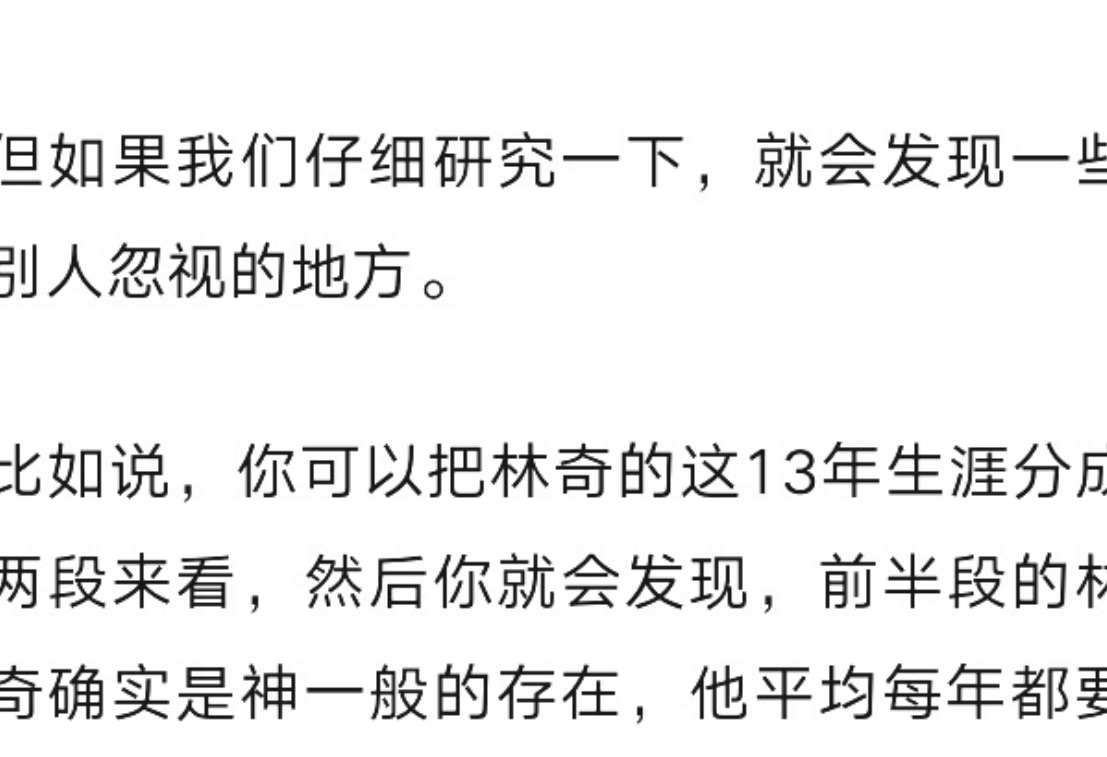 但如果我们仔细研究一下，就会发现一些
别人忽视的地方。
比如说，你可以把林奇的这13年生涯分成
两段来看，然后你就会发现，前半段的林
奇确实是神一般的存在，他平均每年都要